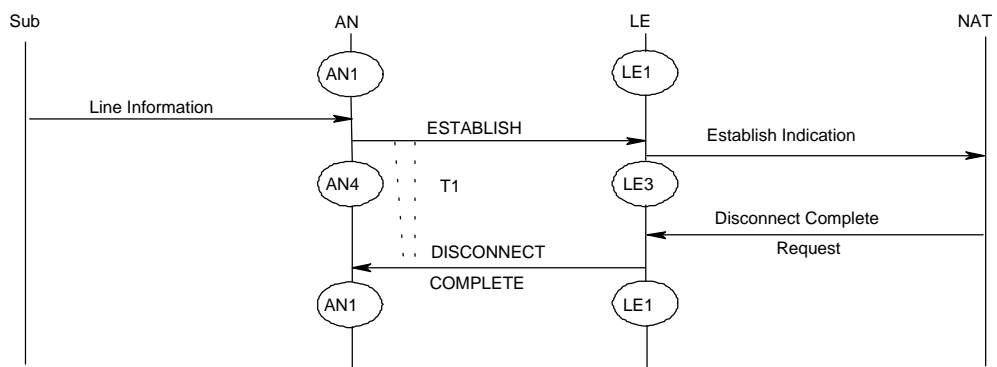 Sub AN LE NAT
AN1 LE1
Line Information
ESTABLISH
Establish Indication
AN4 T1 LE3
Disconnect Complete
Request
DISCONNECT
COMPLETE
AN1 LE1